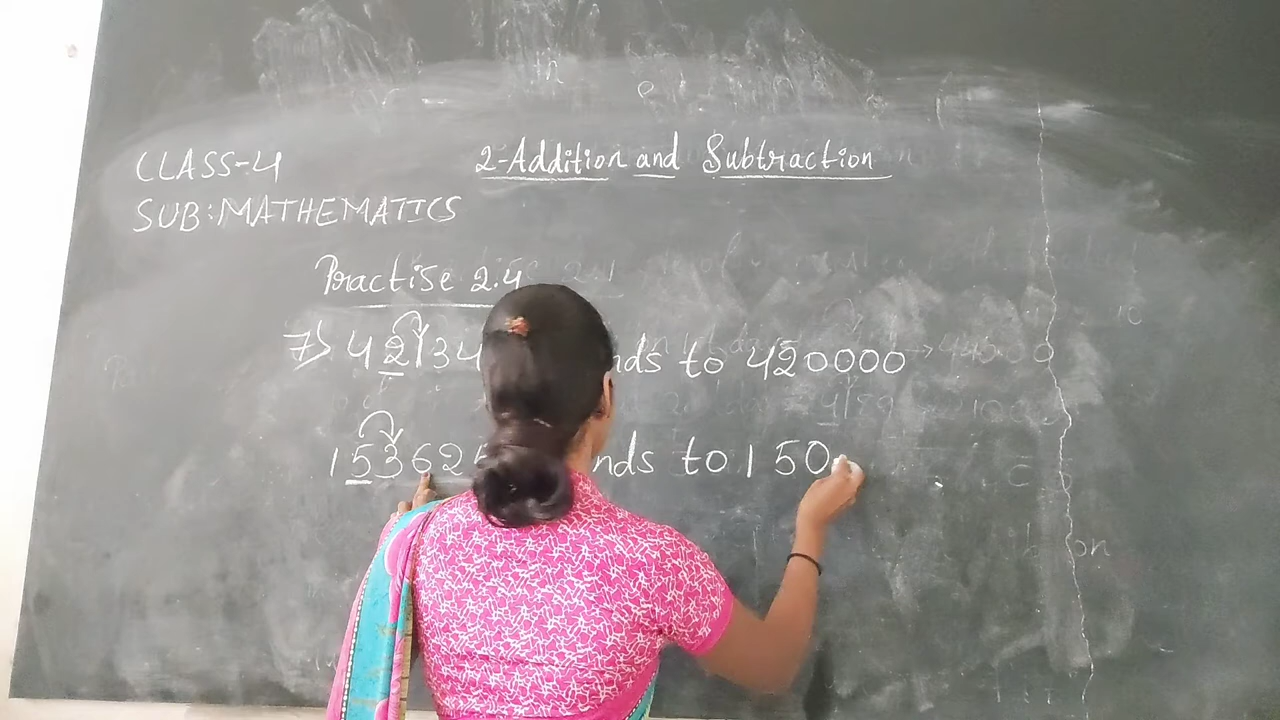 CLASS-4
2-Addition and Subtraction
SUB:MATHEMATICS
Practise 2.4
7) 42134 nds to 420000
153625 nds to 150